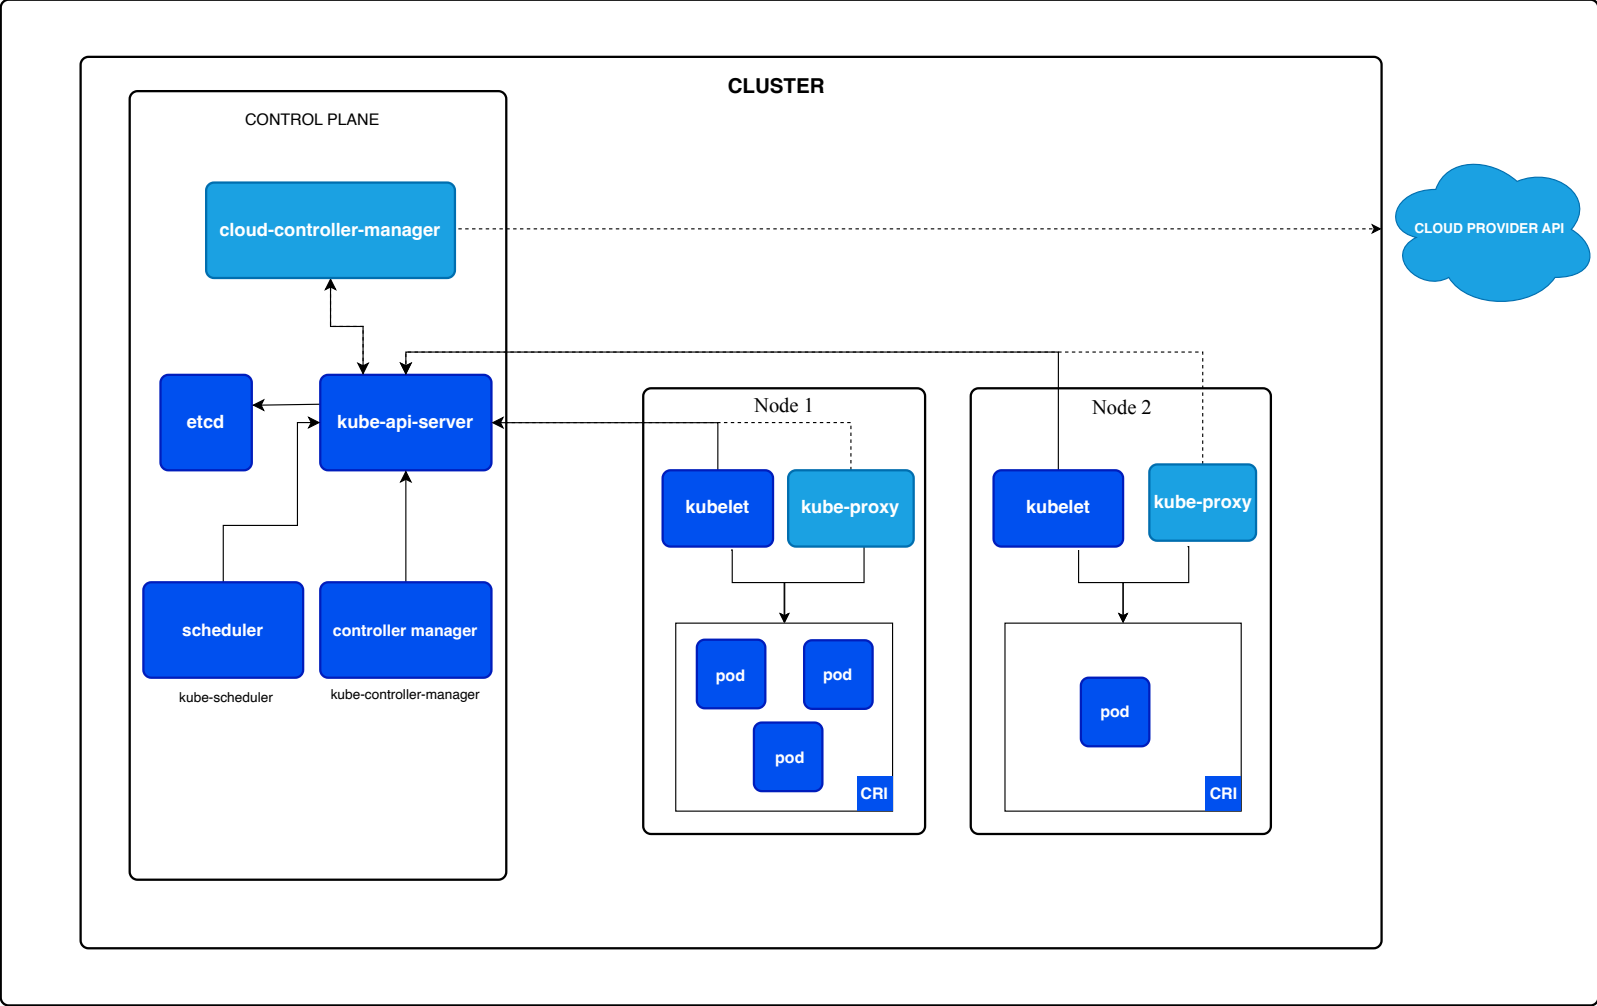 CLUSTER
CONTROL PLANE
cloud-controller-manager
CLOUD PROVIDER API
etcd
kube-api-server
scheduler
kube-scheduler
controller manager
kube-controller-manager
Node 1
kubelet
kube-proxy
pod
pod
pod
CRI
Node 2
kubelet
kube-proxy
pod
CRI